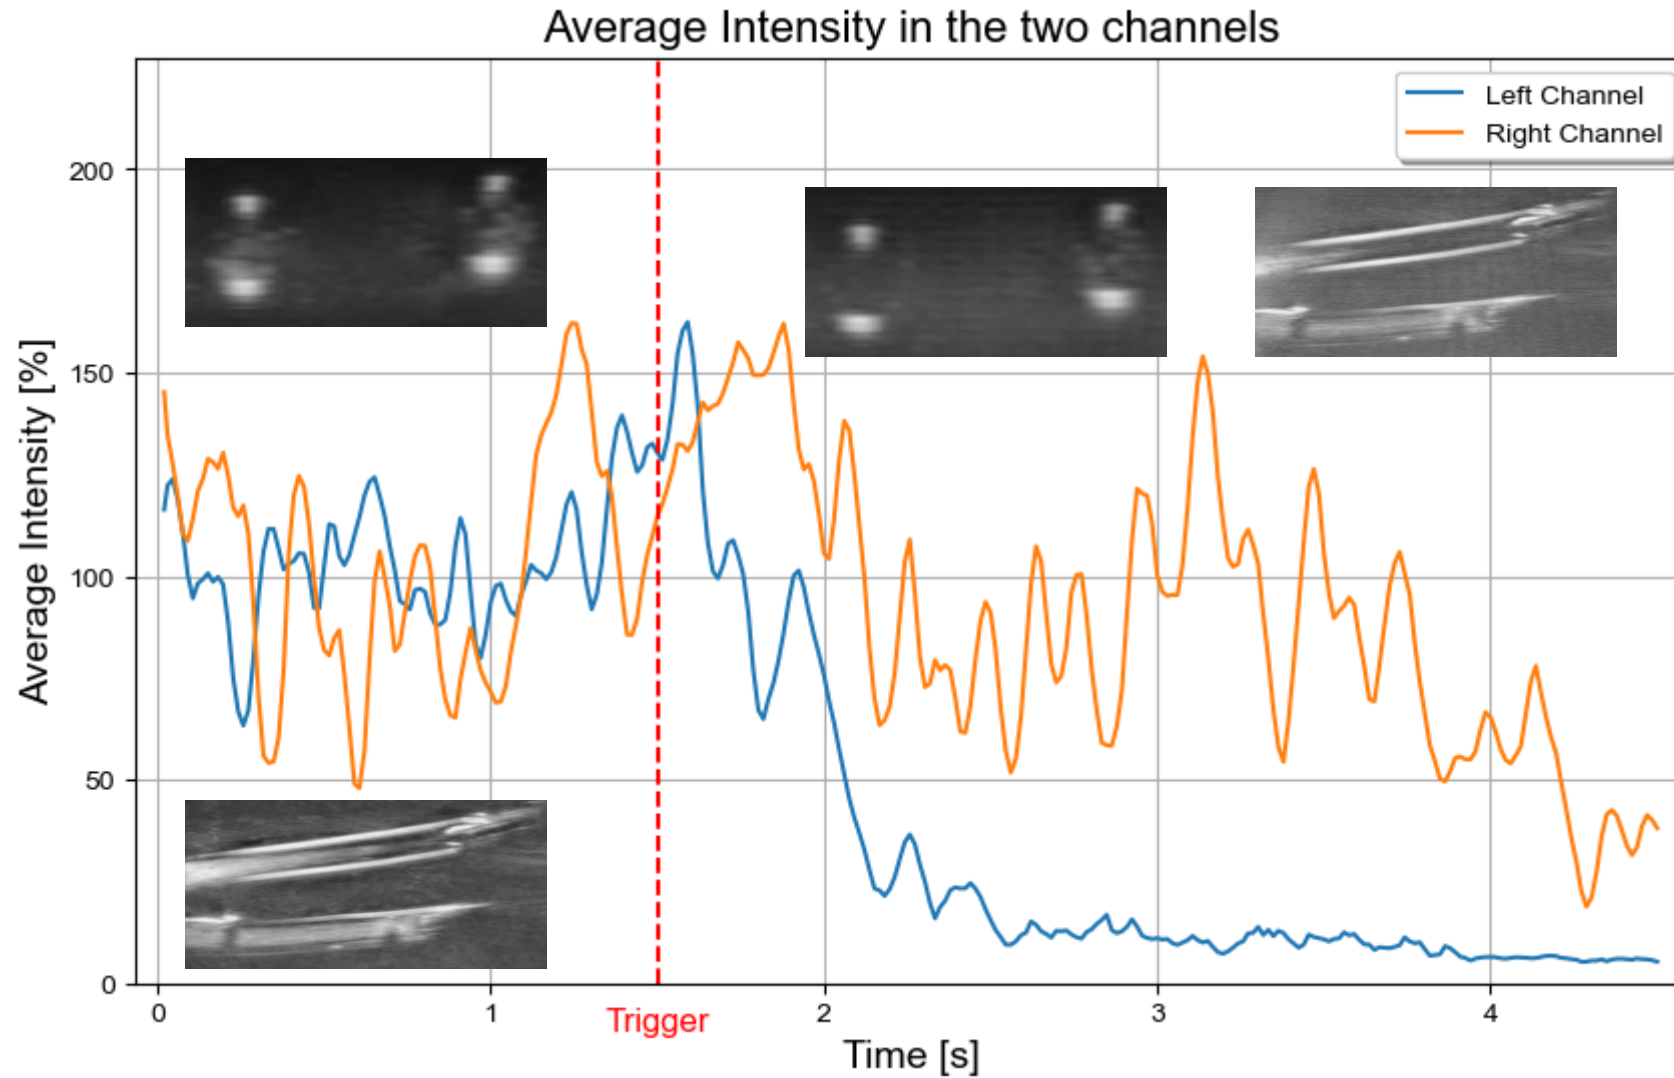 Average Intensity in the two channels
Left Channel
Right Channel
Average Intensity [%]
200
150
100
50
0
0 1 2 3 4
Trigger
Time [s]